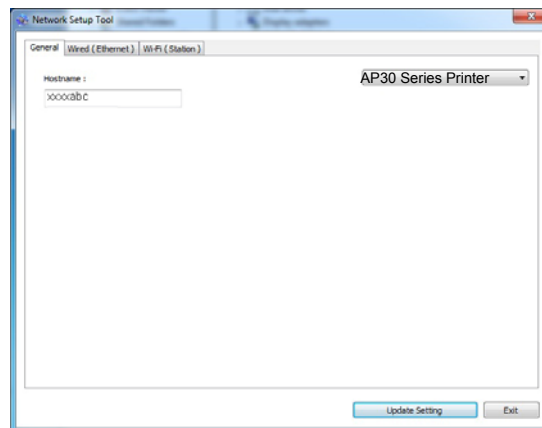 Network Setup Tool
General Wired ( Ethernet ) Wi-Fi ( Station )
Hostname :
AP30 Series Printer
xxxxabc
Update Setting Exit